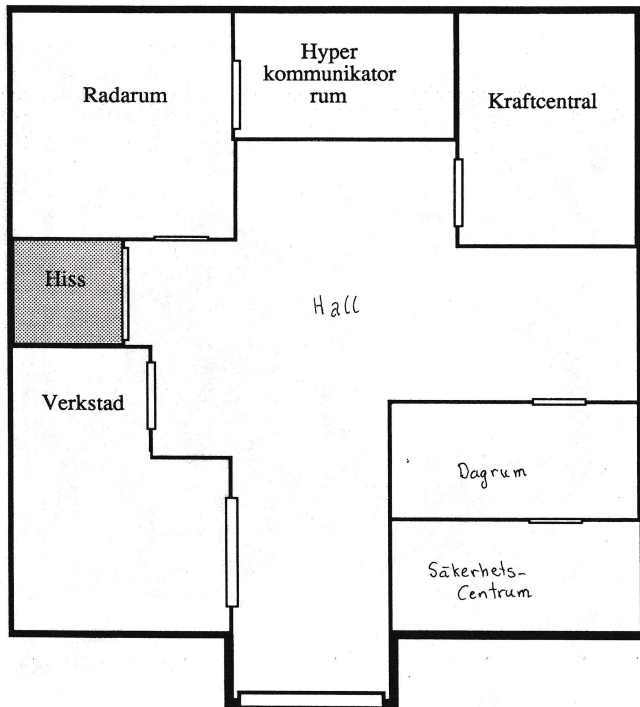 Radarum
Hyper
kommunikator
rum
Kraftcentral
Hiss
Hall
Verkstad
Dagrum
Säkerhets-
Centrum